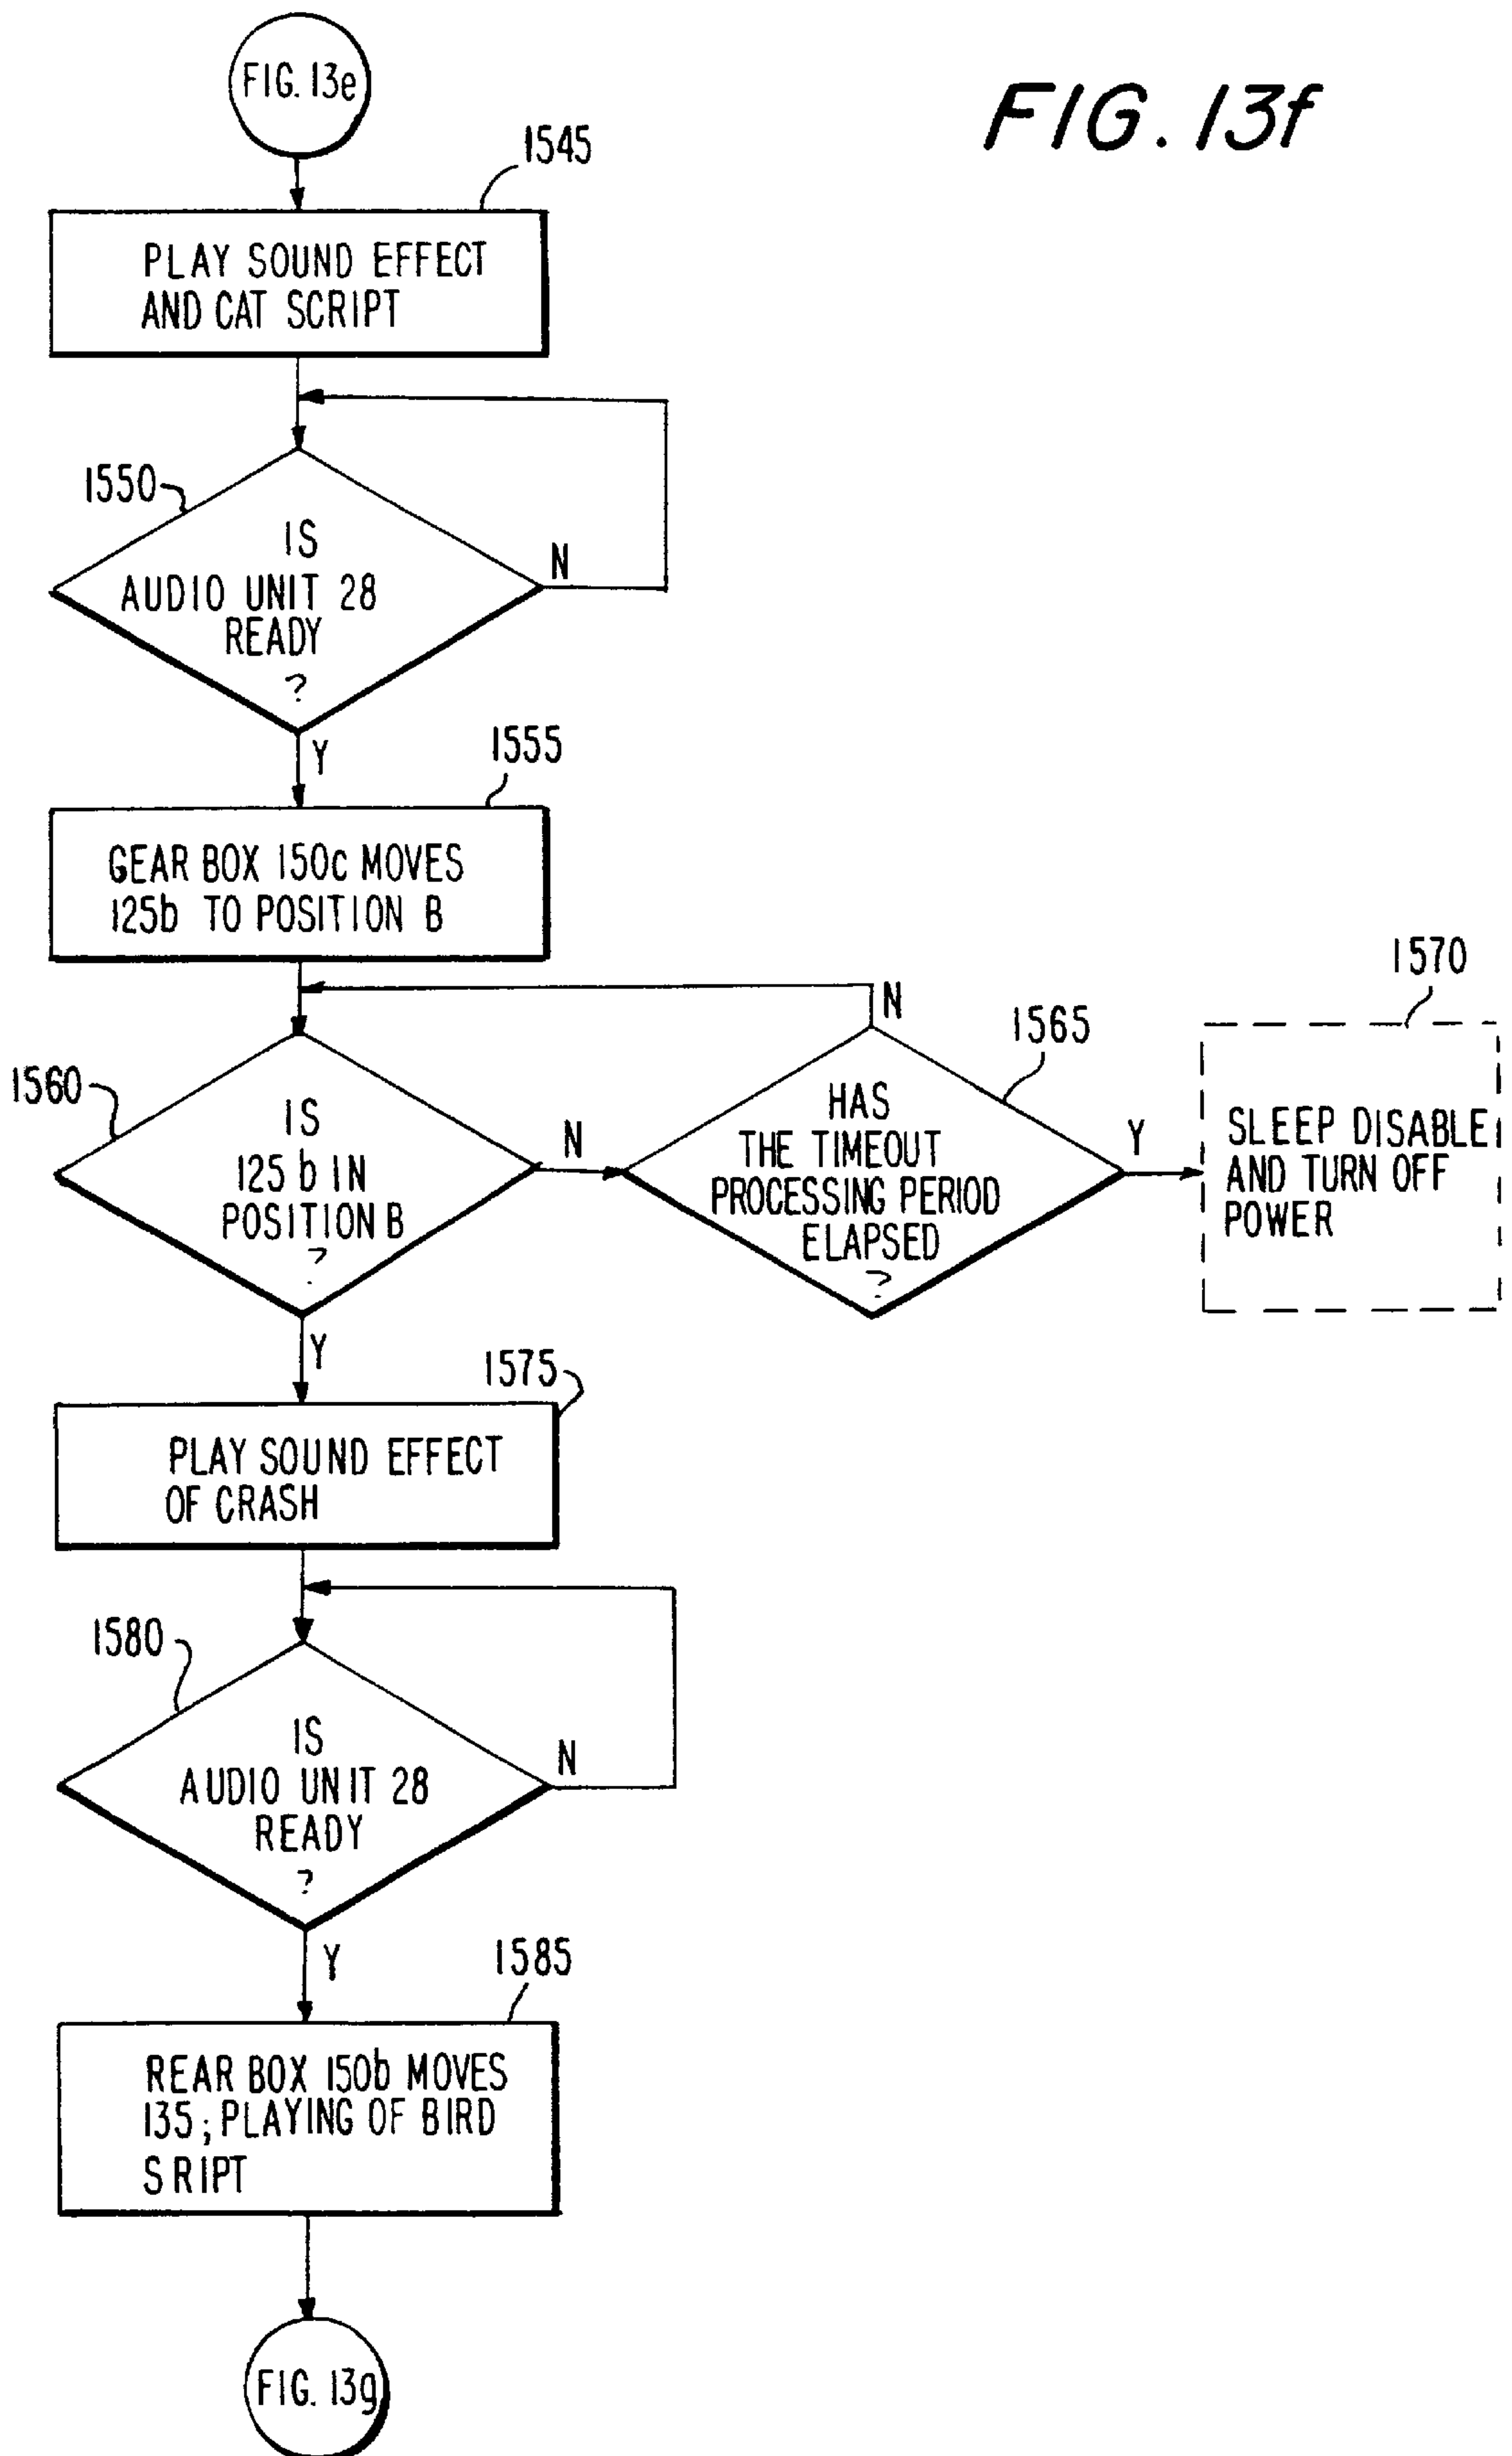 FIG. 13e
FIG. 13f
1545
PLAY SOUND EFFECT
AND CAT SCRIPT
1550
IS
AUDIO UNIT 28
READY
?
N
Y
1555
GEAR BOX 150c MOVES
125b TO POSITION B
1560
IS
125b IN
POSITION B
?
N
Y
1565
HAS
THE TIMEOUT
PROCESSING PERIOD
ELAPSED
?
N
Y
1570
SLEEP DISABLE
AND TURN OFF
POWER
1575
PLAY SOUND EFFECT
OF CRASH
1580
IS
AUDIO UNIT 28
READY
?
N
Y
1585
REAR BOX 150b MOVES
135; PLAYING OF BIRD
SRIPT
FIG. 13g